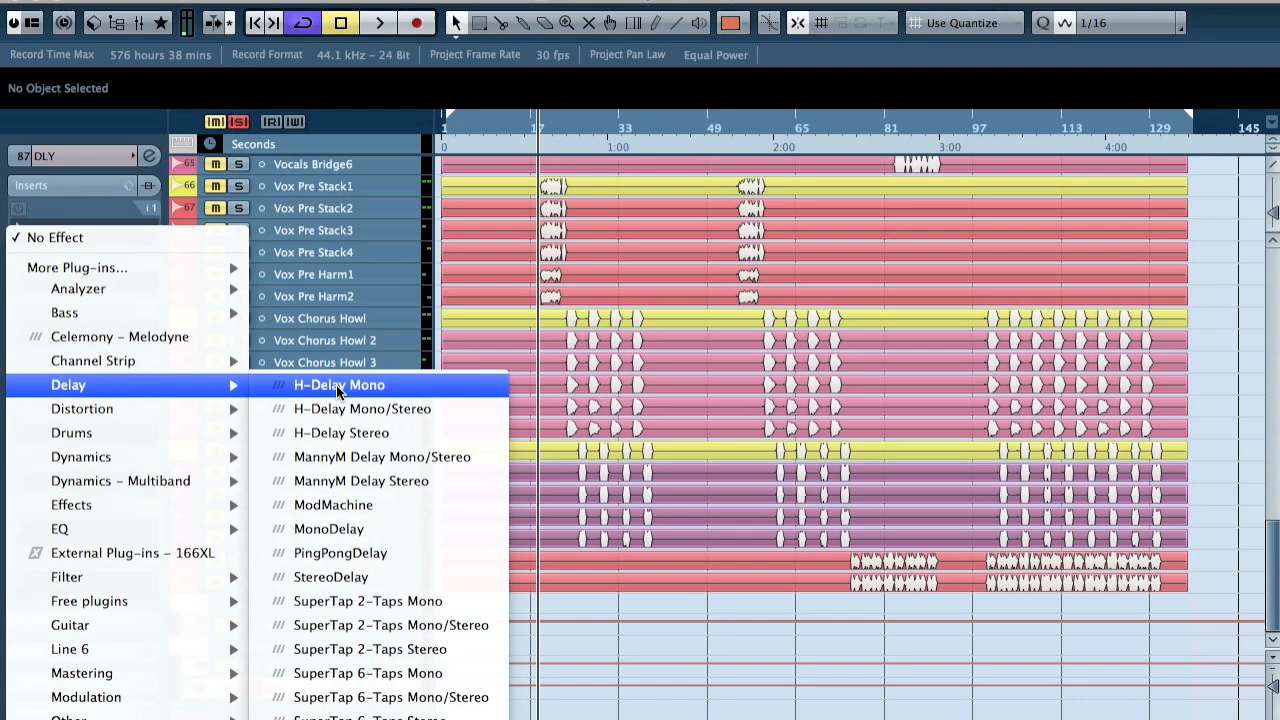 Use Quantize
1/16
Record Time Max 576 hours 38 mins Record Format 44.1 kHz - 24 Bit Project Frame Rate 30 fps Project Pan Law Equal Power
No Object Selected
[M] [S] [R] [W]
1 17 33 49 65 81 97 113 129 145
Seconds
0 1:00 2:00 3:00 4:00
87 DLY
65 m S Vocals Bridge6
Inserts
66 m S Vox Pre Stack1
i1
67 m S Vox Pre Stack2
Vox Pre Stack3
Vox Pre Stack4
Vox Pre Harm1
Vox Pre Harm2
Vox Chorus Howl
Vox Chorus Howl 2
Vox Chorus Howl 3
✓ No Effect
More Plug-ins...
Analyzer
Bass
Celemony - Melodyne
Channel Strip
Delay
Distortion
Drums
Dynamics
Dynamics - Multiband
Effects
EQ
External Plug-ins - 166XL
Filter
Free plugins
Guitar
Line 6
Mastering
Modulation
Other
H-Delay Mono
H-Delay Mono/Stereo
H-Delay Stereo
MannyM Delay Mono/Stereo
MannyM Delay Stereo
ModMachine
MonoDelay
PingPongDelay
StereoDelay
SuperTap 2-Taps Mono
SuperTap 2-Taps Mono/Stereo
SuperTap 2-Taps Stereo
SuperTap 6-Taps Mono
SuperTap 6-Taps Mono/Stereo
SuperTap 6-Taps Stereo